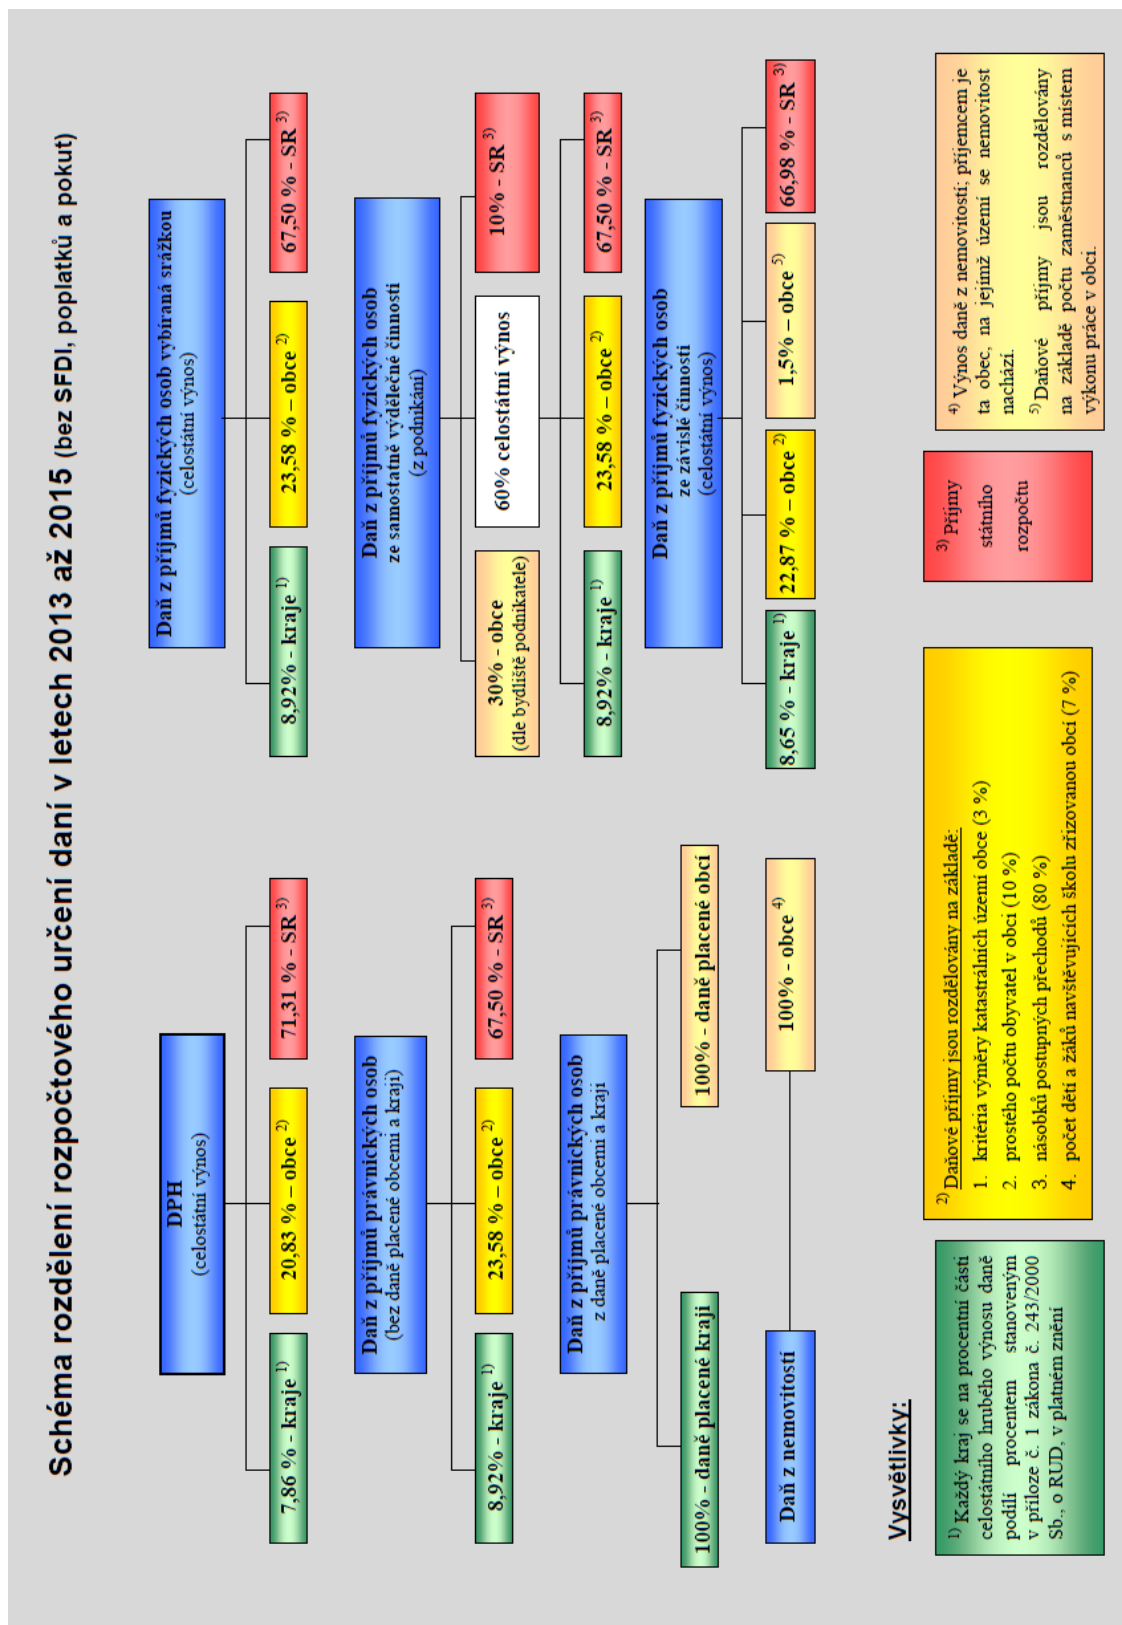 Schéma rozdělení rozpočtového určení daní v letech 2013 až 2015 (bez SFDI, poplatků a pokut)
DPH
(celostátní výnos)
7,86 % - kraje 1)
20,83 % – obce 2)
71,31 % - SR 3)
Daň z příjmů právnických osob
(bez daně placené obcemi a kraji)
8,92% - kraje 1)
23,58 % – obce 2)
67,50 % - SR 3)
Daň z příjmů právnických osob
z daně placené obcemi a kraji
100% - daně placené kraji
100% - daně placené obcí
Daň z nemovitostí
100% - obce 4)
Daň z příjmů fyzických osob vybíraná srážkou
(celostátní výnos)
8,92% - kraje 1)
23,58 % – obce 2)
67,50 % - SR 3)
Daň z příjmů fyzických osob
ze samostatně výdělečné činnosti
(z podnikání)
30% - obce
(dle bydliště podnikatele)
60% celostátní výnos
10% - SR 3)
8,92% - kraje 1)
23,58 % – obce 2)
67,50 % - SR 3)
Daň z příjmů fyzických osob
ze závislé činnosti
(celostátní výnos)
8,65 % - kraje 1)
22,87 % – obce 2)
1,5% – obce 5)
66,98 % - SR 3)
Vysvětlivky:
1) Každý kraj se na procentní části
celostátního hrubého výnosu daně
podílí procentem stanoveným
v příloze č. 1 zákona č. 243/2000
Sb., o RUD, v platném znění
2) Daňové příjmy jsou rozdělovány na základě:
1. kritéria výměry katastrálních území obce (3 %)
2. prostého počtu obyvatel v obci (10 %)
3. násobků postupných přechodů (80 %)
4. počet dětí a žáků navštěvujících školu zřizovanou obcí (7 %)
3) Příjmy
státního
rozpočtu
4) Výnos daně z nemovitostí; příjemcem je
ta obec, na jejímž území se nemovitost
nachází.
5) Daňové příjmy jsou rozdělovány
na základě počtu zaměstnanců s místem
výkonu práce v obci.